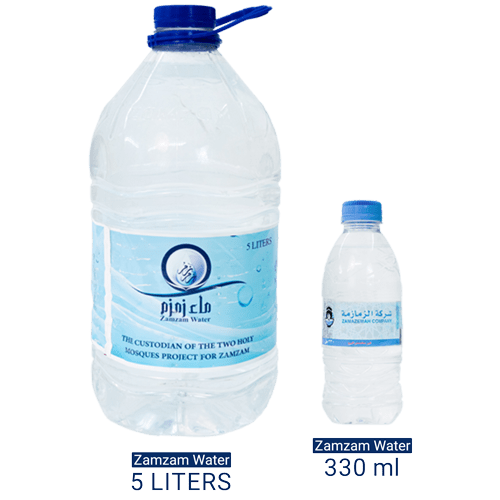 5 LITERS
ماء زمزم
Zamzam Water
THE CUSTODIAN OF THE TWO HOLY
MOSQUES PROJECT FOR ZAMZAM
شركة الزمازمة
ZAMAZEMAH COMPANY
Zamzam Water
5 LITERS
Zamzam Water
330 ml